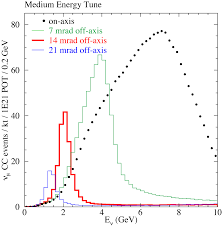 Medium Energy Tune
on-axis
7 mrad off-axis
14 mrad off-axis
21 mrad off-axis
νμ CC events / kt / 1E21 POT / 0.2 GeV
80
60
40
20
0
0 2 4 6 8 10
Eν (GeV)